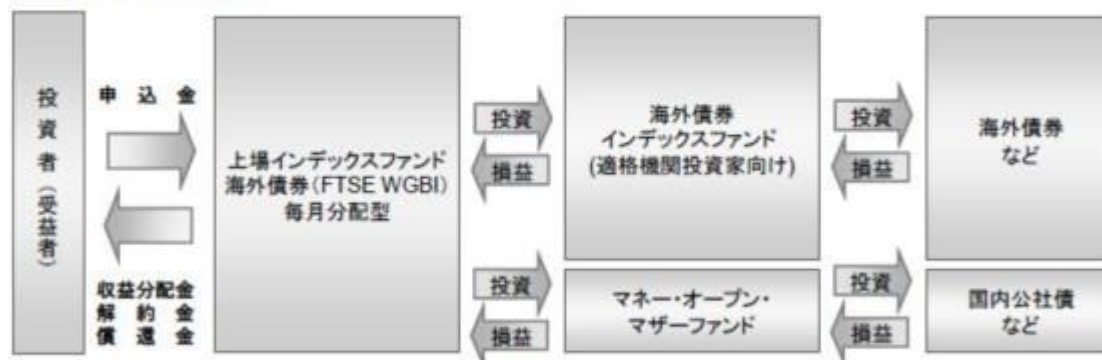 投資者(受益者)
申込金
収益分配金
解約金
償還金
上場インデックスファンド
海外債券(FTSE WGBI)
毎月分配型
投資
損益
投資
損益
海外債券
インデックスファンド
(適格機関投資家向け)
マネー・オープン・
マザーファンド
投資
損益
投資
損益
海外債券
など
国内公社債
など